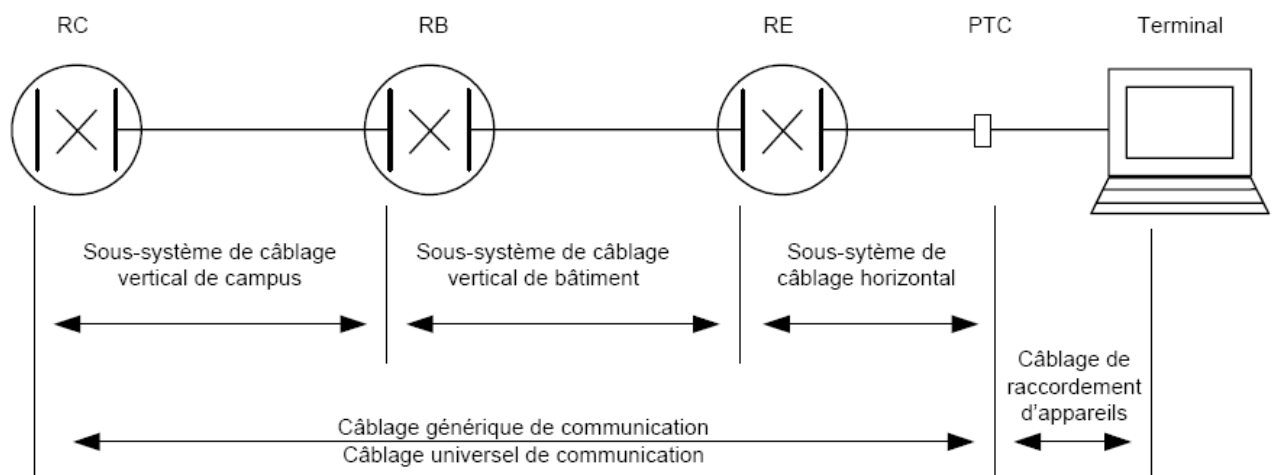 RC
RB
RE
PTC
Terminal
Sous-système de câblage
vertical de campus
Sous-système de câblage
vertical de bâtiment
Sous-sytème de
câblage horizontal
Câblage de
raccordement
d'appareils
Câblage générique de communication
Câblage universel de communication